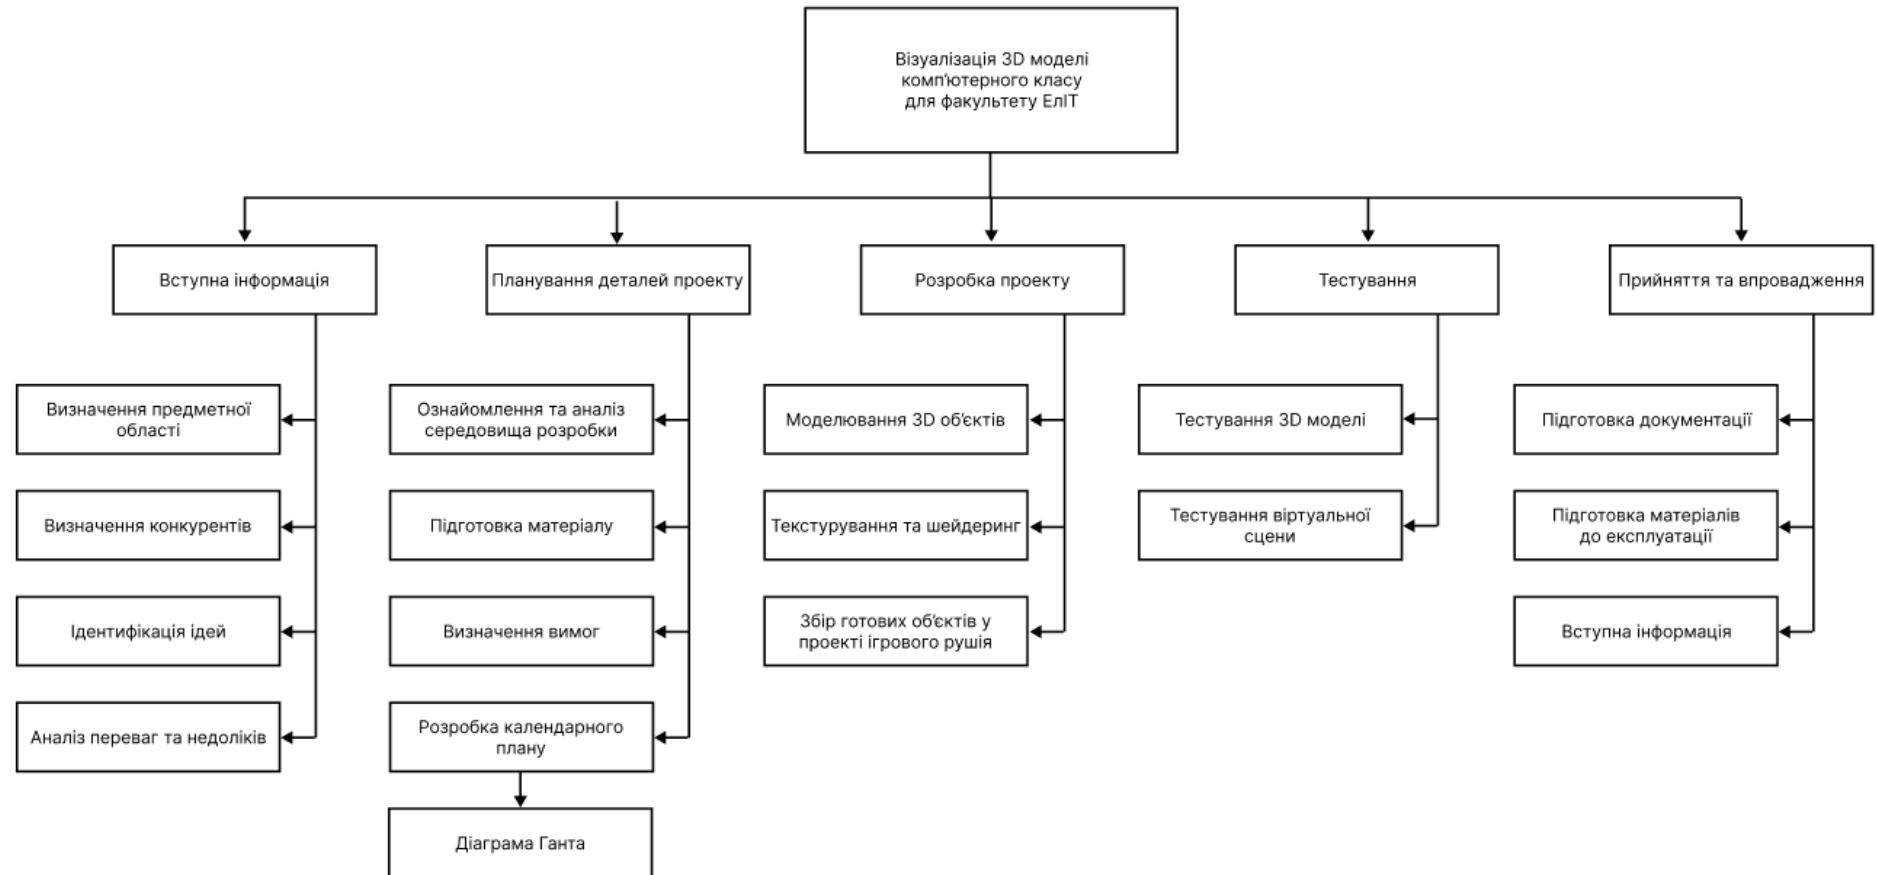 Візуалізація 3D моделі
комп'ютерного класу
для факультету ЕлІТ
Вступна інформація
Планування деталей проекту
Розробка проекту
Тестування
Прийняття та впровадження
Визначення предметної
області
Ознайомлення та аналіз
середовища розробки
Моделювання 3D об'єктів
Тестування 3D моделі
Підготовка документації
Визначення конкурентів
Підготовка матеріалу
Текстурування та шейдеринг
Тестування віртуальної
сцени
Підготовка матеріалів
до експлуатації
Ідентифікація ідей
Визначення вимог
Збір готових об'єктів у
проекті ігрового рушія
Вступна інформація
Аналіз переваг та недоліків
Розробка календарного
плану
Діаграма Ганта